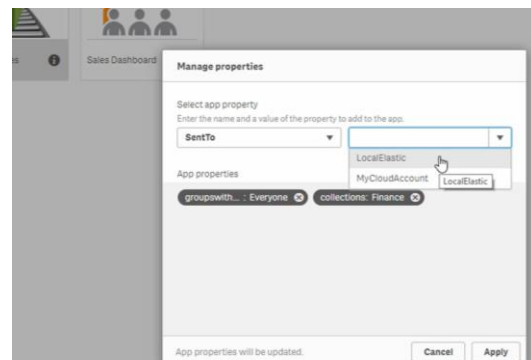 es
Sales Dashboard
Manage properties
Select app property
Enter the name and a value of the property to add to the app.
SentTo
LocalElastic
MyCloudAccount
LocalElastic
App properties
groupswith... : Everyone
collections: Finance
App properties will be updated.
Cancel
Apply